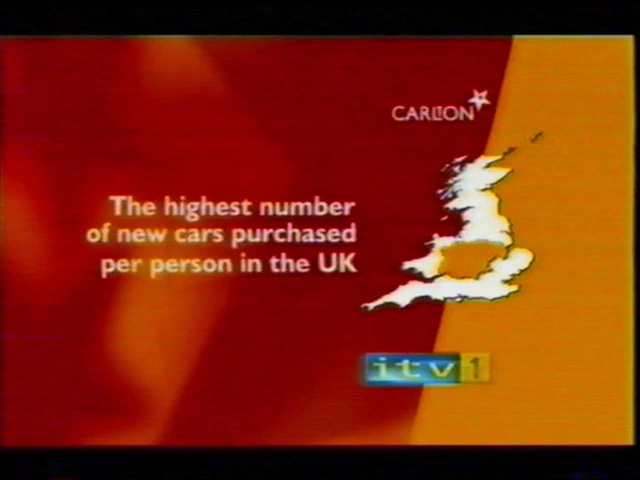 CARLTON
The highest number
of new cars purchased
per person in the UK
itv1